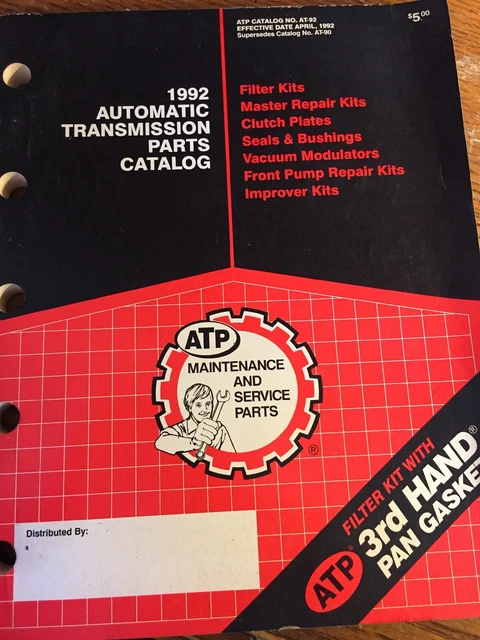 ATP CATALOG NO. AT-92
EFFECTIVE DATE APRIL, 1992
Supersedes Catalog No. AT-90
$5.00
1992
AUTOMATIC
TRANSMISSION
PARTS
CATALOG
Filter Kits
Master Repair Kits
Clutch Plates
Seals & Bushings
Vacuum Modulators
Front Pump Repair Kits
Improver Kits
ATP
MAINTENANCE
AND
SERVICE
PARTS
®
Distributed By:
FILTER KIT WITH
ATP® 3rd HAND®
PAN GASKET